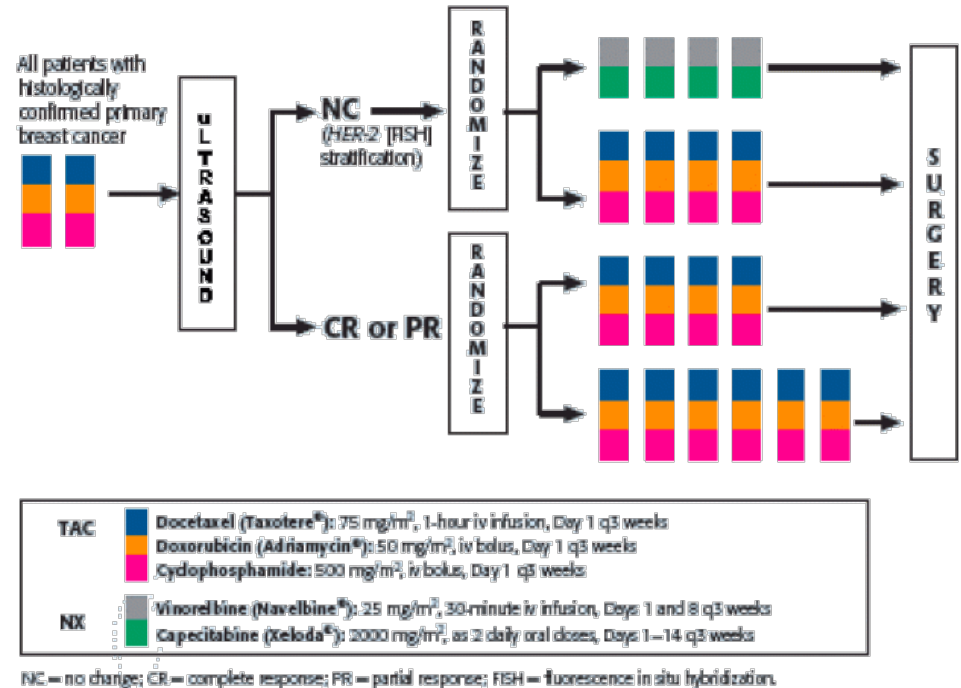 All patients with
histologically
confirmed primary
breast cancer
uLTRASOUND
NC
(HER-2 [FISH]
stratification)
RANDOMIZE
CR or PR
RANDOMIZE
SURGERY
TAC
Docetaxel (Taxotere®): 75 mg/m², 1-hour iv infusion, Day 1 q3 weeks
Doxorubicin (Adriamycin®): 50 mg/m², iv bolus, Day 1 q3 weeks
Cyclophosphamide: 500 mg/m², iv bolus, Day 1 q3 weeks
NX
Vinorelbine (Navelbine®): 25 mg/m², 30-minute iv infusion, Days 1 and 8 q3 weeks
Capecitabine (Xeloda®): 2000 mg/m², as 2 daily oral doses, Days 1–14 q3 weeks
NC = no change; CR = complete response; PR = partial response; FISH = fluorescence in situ hybridization.